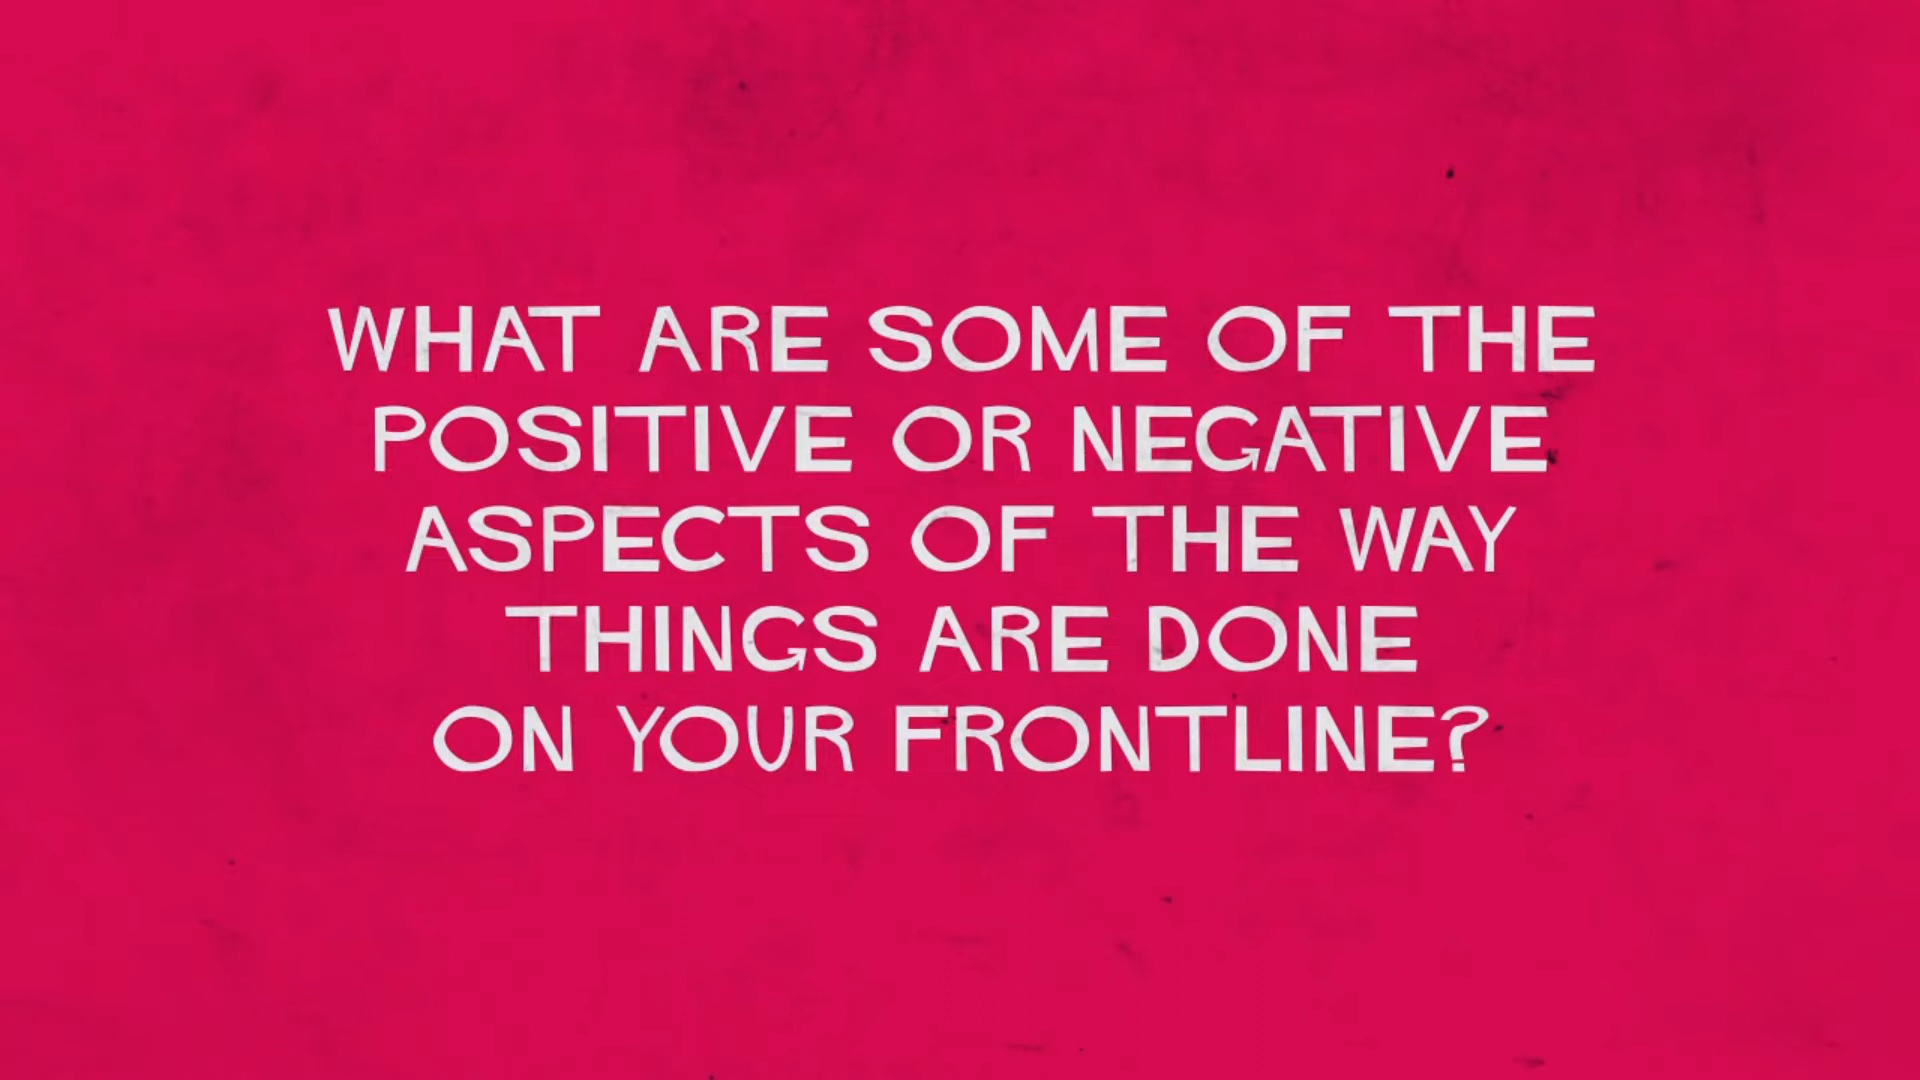 WHAT ARE SOME OF THE
POSITIVE OR NEGATIVE
ASPECTS OF THE WAY
THINGS ARE DONE
ON YOUR FRONTLINE?